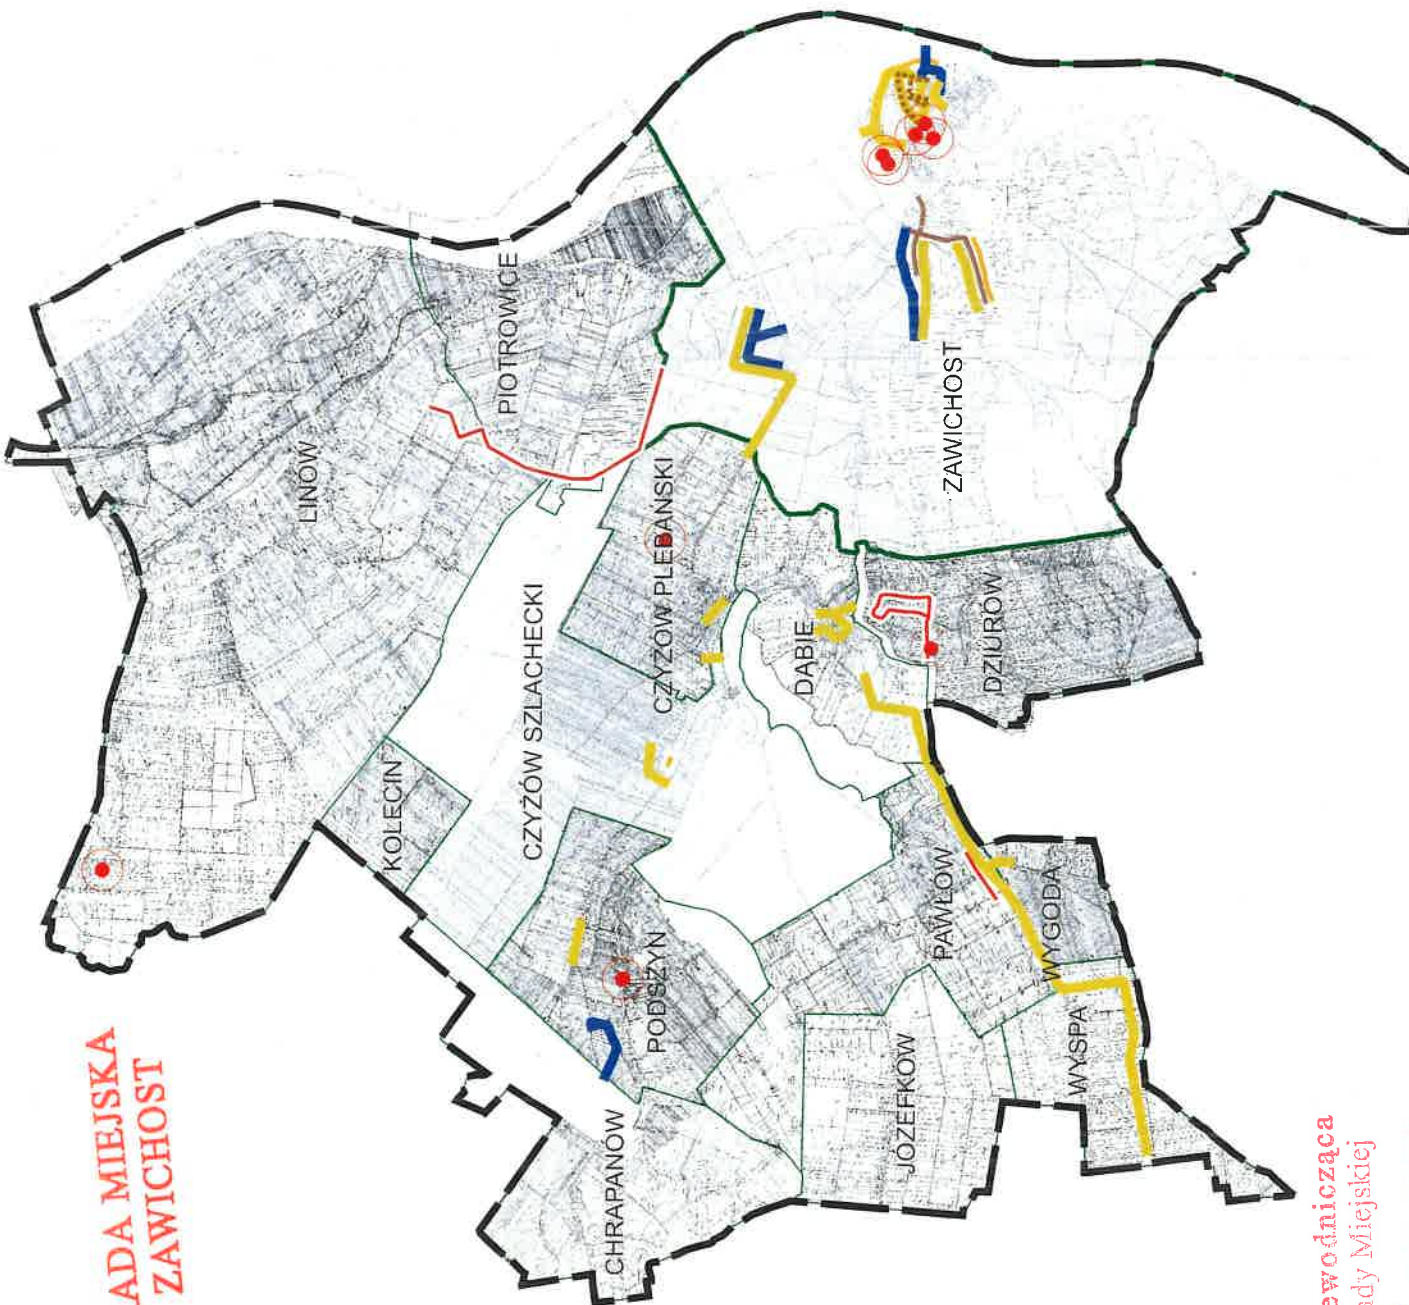 PIOTROWICE
LINÓW
ZAWICHOST
CZYŻÓW PLEBAŃSKI
CZYŻÓW SZLACHECKI
DĄBIE
DZIURÓW
KOLECIN
PAWŁÓW
WYGODA
PODSZYN
JÓZEFKÓW
WYSPA
CHRAPANÓW
ADA MIEJSKA
ZAWICHOST
ewodnicząca
dy Miejskiej